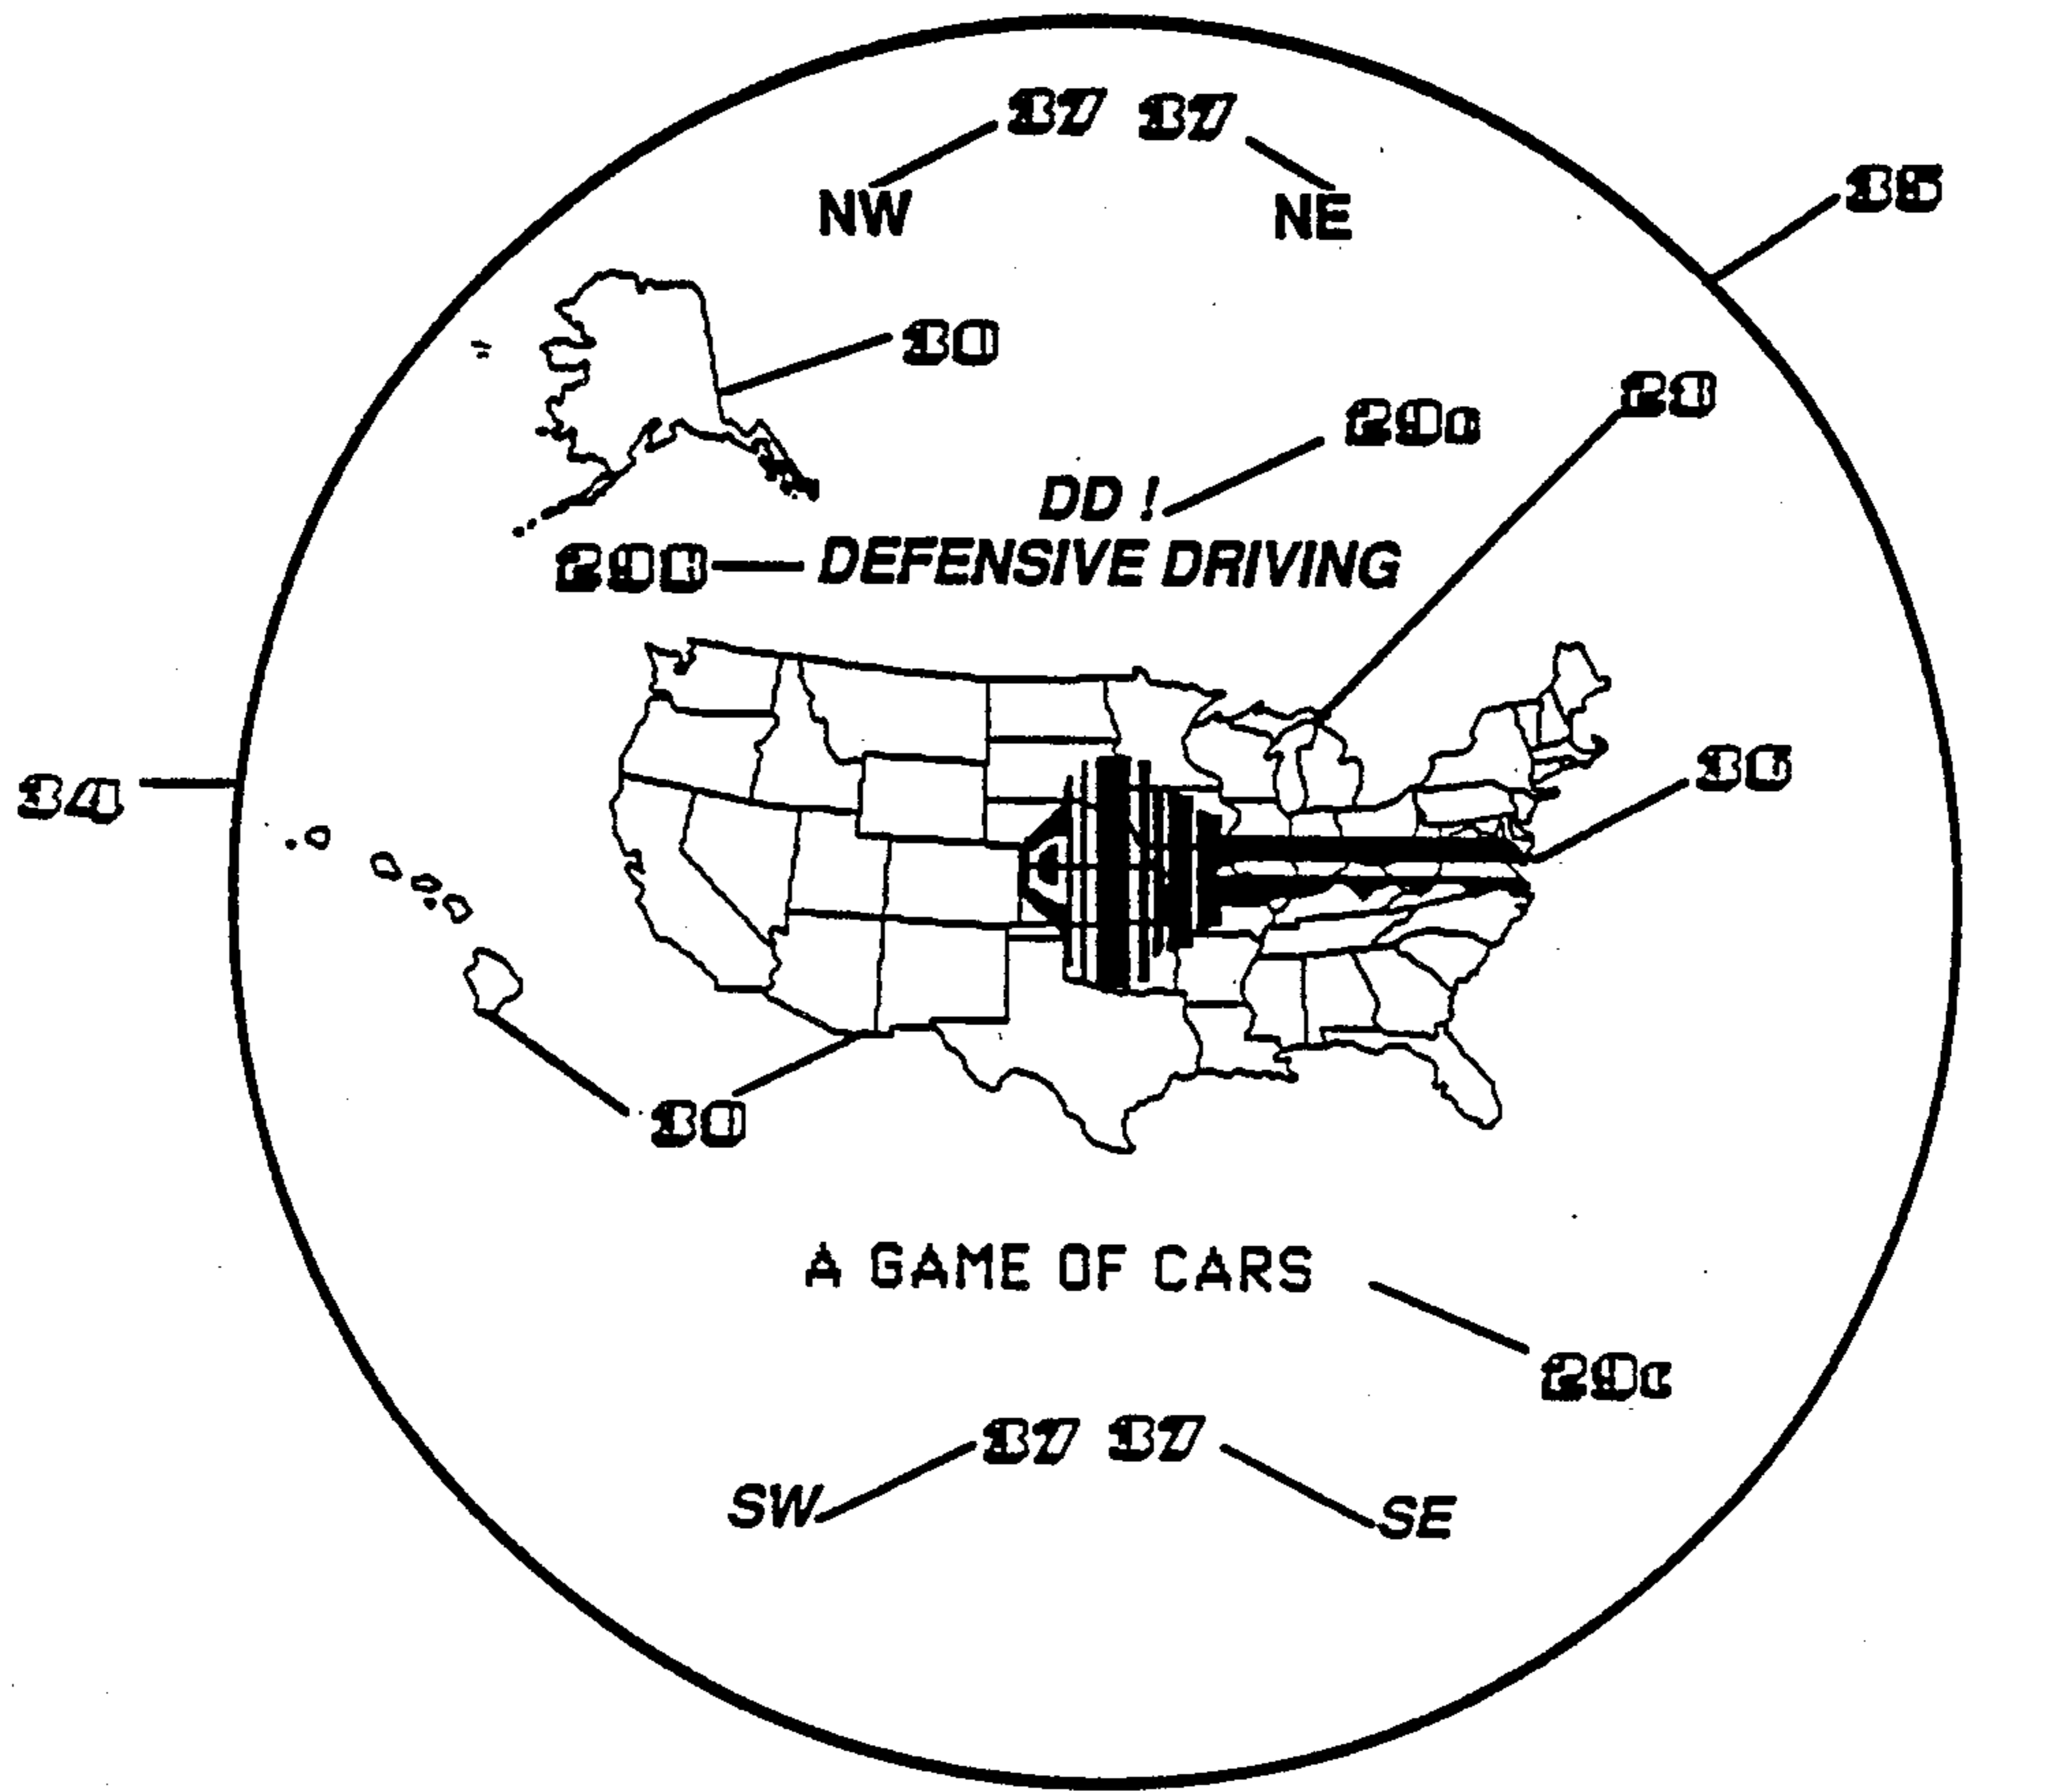 37 37
NW NE
35
30
28
29a
DD !
29b DEFENSIVE DRIVING
36
34
30
A GAME OF CARS
29c
37 37
SW SE